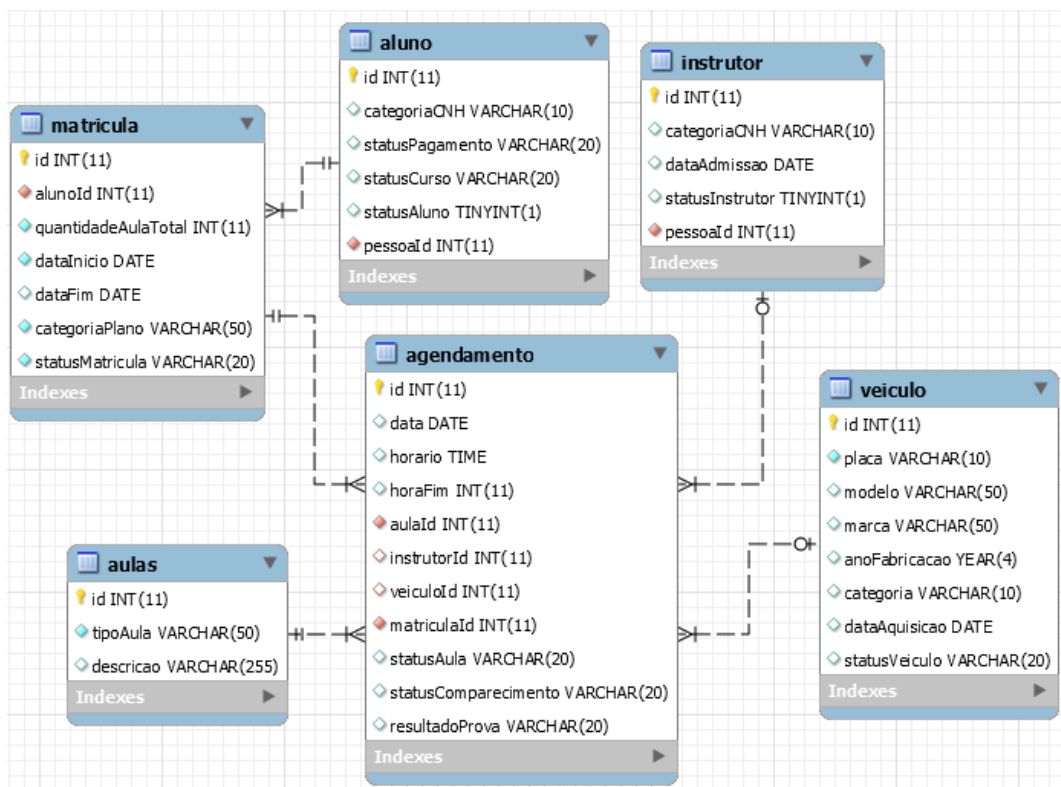 aluno
id INT(11)
categoriaCNH VARCHAR(10)
statusPagamento VARCHAR(20)
statusCurso VARCHAR(20)
statusAluno TINYINT(1)
pessoaId INT(11)
Indexes
instrutor
id INT(11)
categoriaCNH VARCHAR(10)
dataAdmissao DATE
statusInstrutor TINYINT(1)
pessoaId INT(11)
Indexes
matricula
id INT(11)
alunoId INT(11)
quantidadeAulaTotal INT(11)
dataInicio DATE
dataFim DATE
categoriaPlano VARCHAR(50)
statusMatricula VARCHAR(20)
Indexes
agendamento
id INT(11)
data DATE
horario TIME
horaFim INT(11)
aulaId INT(11)
instrutorId INT(11)
veiculoId INT(11)
matriculaId INT(11)
statusAula VARCHAR(20)
statusComparecimento VARCHAR(20)
resultadoProva VARCHAR(20)
Indexes
veiculo
id INT(11)
placa VARCHAR(10)
modelo VARCHAR(50)
marca VARCHAR(50)
anoFabricacao YEAR(4)
categoria VARCHAR(10)
dataAquisicao DATE
statusVeiculo VARCHAR(20)
Indexes
aulas
id INT(11)
tipoAula VARCHAR(50)
descricao VARCHAR(255)
Indexes